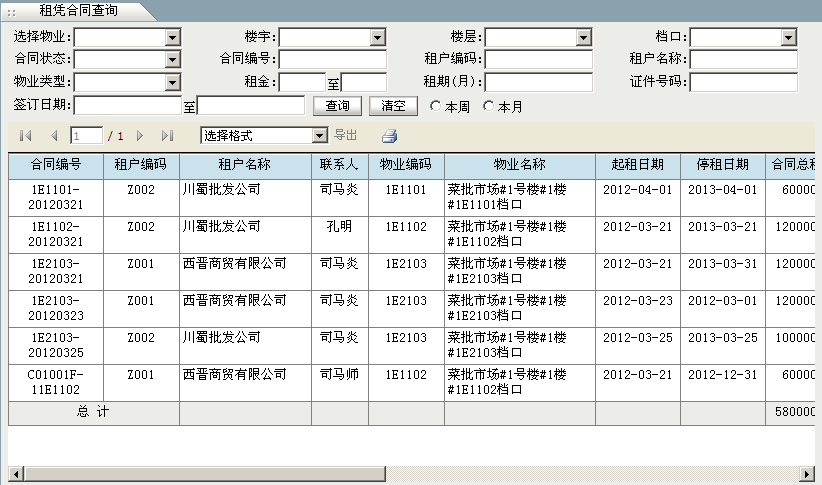 租凭合同查询
选择物业: 楼宇: 楼层: 档口:
合同状态: 合同编号: 租户编码: 租户名称:
物业类型: 租金: 至 租期(月): 证件号码:
签订日期: 至 查询 清空 本周 本月
1 / 1 选择格式 导出
合同编号 租户编码 租户名称 联系人 物业编码 物业名称 起租日期 停租日期 合同总租
1E1101-20120321 Z002 川蜀批发公司 司马炎 1E1101 菜批市场#1号楼#1楼#1E1101档口 2012-04-01 2013-04-01 60000
1E1102-20120321 Z002 川蜀批发公司 孔明 1E1102 菜批市场#1号楼#1楼#1E1102档口 2012-03-21 2013-03-21 120000
1E2103-20120321 Z001 西晋商贸有限公司 司马炎 1E2103 菜批市场#1号楼#1楼#1E2103档口 2012-03-21 2013-03-31 120000
1E2103-20120323 Z001 西晋商贸有限公司 司马炎 1E2103 菜批市场#1号楼#1楼#1E2103档口 2012-03-23 2012-03-01 120000
1E2103-20120325 Z002 川蜀批发公司 司马炎 1E2103 菜批市场#1号楼#1楼#1E2103档口 2012-03-25 2013-03-25 100000
C01001F-11E1102 Z001 西晋商贸有限公司 司马师 1E1102 菜批市场#1号楼#1楼#1E1102档口 2012-03-21 2012-12-31 60000
总 计 580000